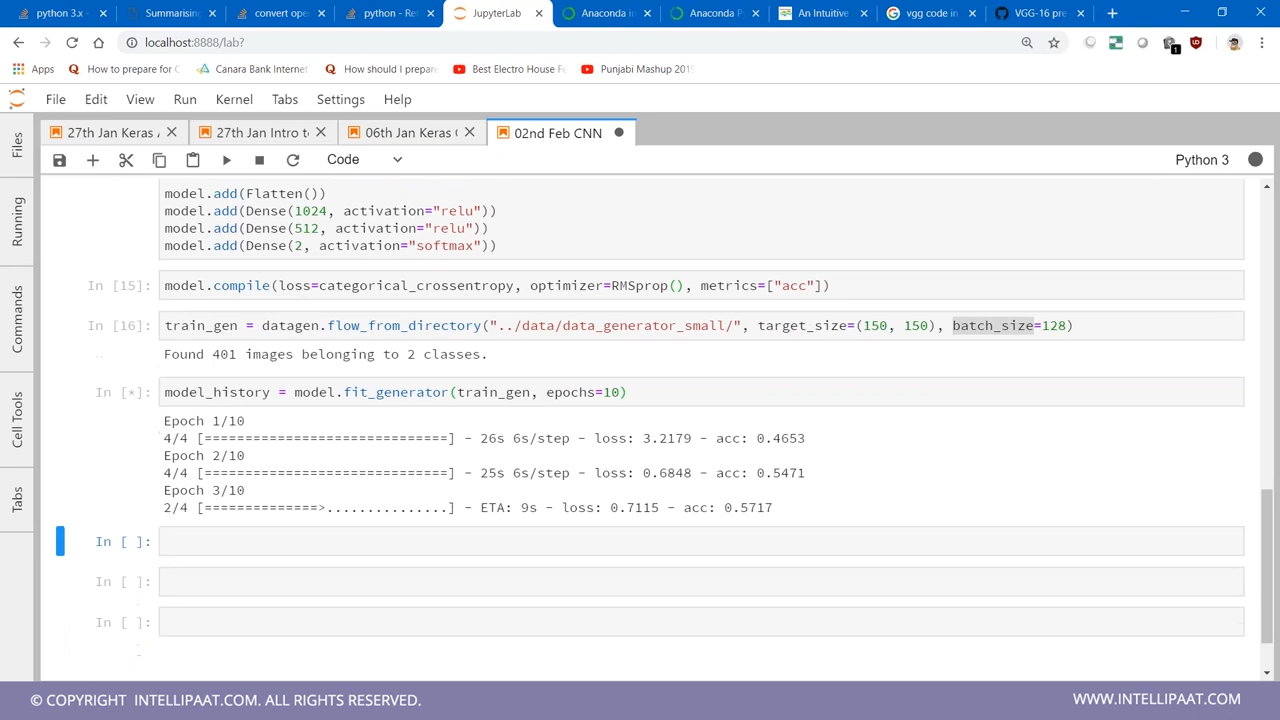 python 3.x -
Summarising
convert ope
python - Re
JupyterLab
Anaconda in
Anaconda P
An Intuitive
vgg code in
VGG-16 pre
localhost:8888/lab?
1
Apps
How to prepare for C
Canara Bank Internet
How should I prepare
Best Electro House F
Punjabi Mashup 2019
File Edit View Run Kernel Tabs Settings Help
27th Jan Keras
27th Jan Intro t
06th Jan Keras
02nd Feb CNN
Code
Python 3
Files
Running
Commands
Cell Tools
Tabs
model.add(Flatten())
model.add(Dense(1024, activation="relu"))
model.add(Dense(512, activation="relu"))
model.add(Dense(2, activation="softmax"))
In [15]: model.compile(loss=categorical_crossentropy, optimizer=RMSprop(), metrics=["acc"])
In [16]: train_gen = datagen.flow_from_directory("../data/data_generator_small/", target_size=(150, 150), batch_size=128)
Found 401 images belonging to 2 classes.
In [*]: model_history = model.fit_generator(train_gen, epochs=10)
Epoch 1/10
4/4 [==============================] - 26s 6s/step - loss: 3.2179 - acc: 0.4653
Epoch 2/10
4/4 [==============================] - 25s 6s/step - loss: 0.6848 - acc: 0.5471
Epoch 3/10
2/4 [==============>...............] - ETA: 9s - loss: 0.7115 - acc: 0.5717
In [ ]:
In [ ]:
In [ ]:
© COPYRIGHT INTELLIPAAT.COM. ALL RIGHTS RESERVED.
WWW.INTELLIPAAT.COM